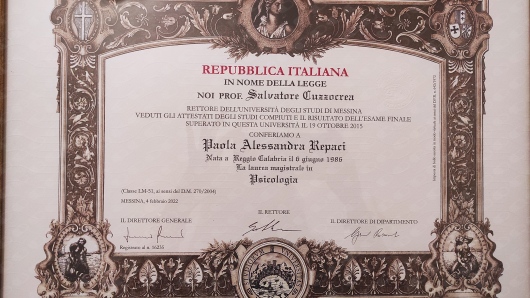 REPUBBLICA ITALIANA
IN NOME DELLA LEGGE
NOI PROF. Salvatore Cuzzocrea
RETTORE DELL'UNIVERSITÀ DEGLI STUDI DI MESSINA
VEDUTI GLI ATTESTATI DEGLI STUDI COMPIUTI E IL RISULTATO DELL'ESAME FINALE
SUPERATO IN QUESTA UNIVERSITÀ IL 19 OTTOBRE 2015
CONFERIAMO A
Paola Alessandra Repaci
Nata a Reggio Calabria il 6 giugno 1986
La laurea magistrale in
Psicologia
(Classe LM-51, ai sensi del D.M. 270/2004)
MESSINA, 4 febbraio 2022
IL DIRETTORE GENERALE
IL RETTORE
IL DIRETTORE DI DIPARTIMENTO
Registrato al n. 56255